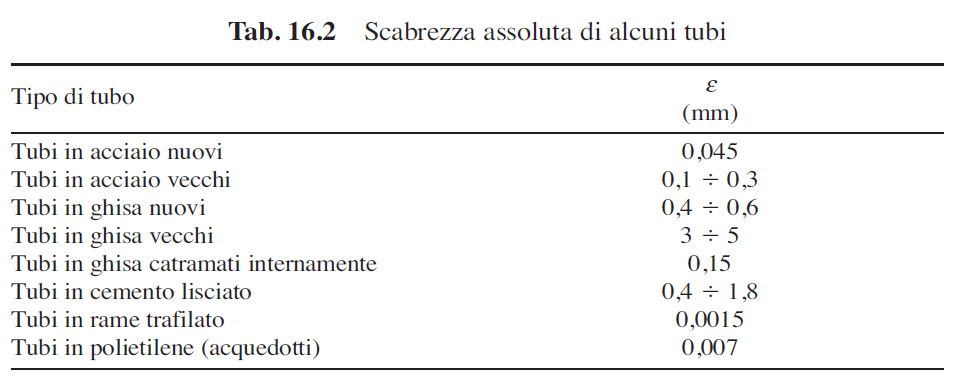 Tab. 16.2 Scabrezza assoluta di alcuni tubi
Tipo di tubo ε
(mm)
Tubi in acciaio nuovi 0,045
Tubi in acciaio vecchi 0,1 ÷ 0,3
Tubi in ghisa nuovi 0,4 ÷ 0,6
Tubi in ghisa vecchi 3 ÷ 5
Tubi in ghisa catramati internamente 0,15
Tubi in cemento lisciato 0,4 ÷ 1,8
Tubi in rame trafilato 0,0015
Tubi in polietilene (acquedotti) 0,007